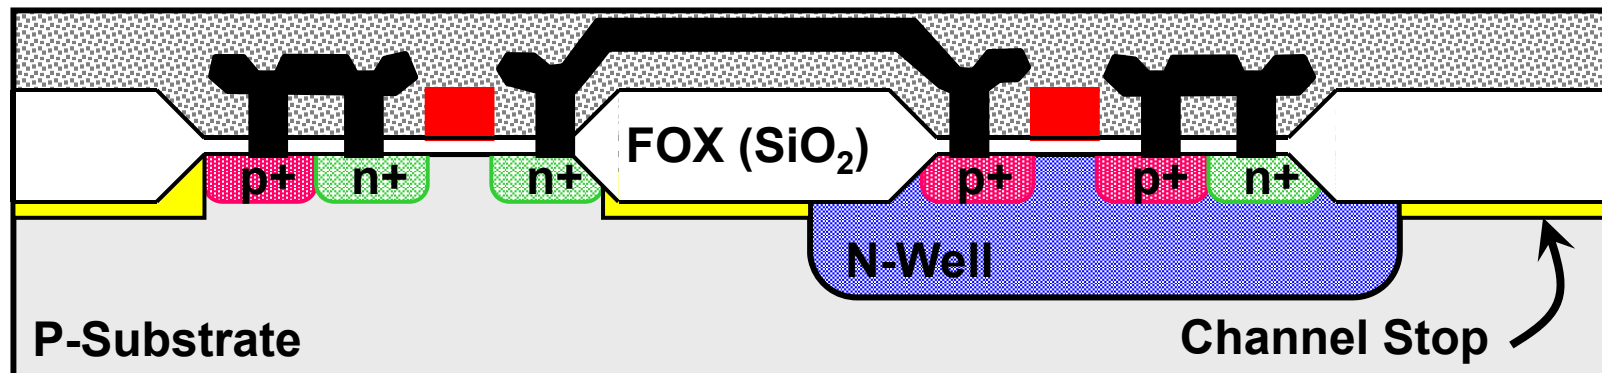 FOX (SiO₂)
p+ n+ n+ p+ p+ n+
N-Well
P-Substrate
Channel Stop